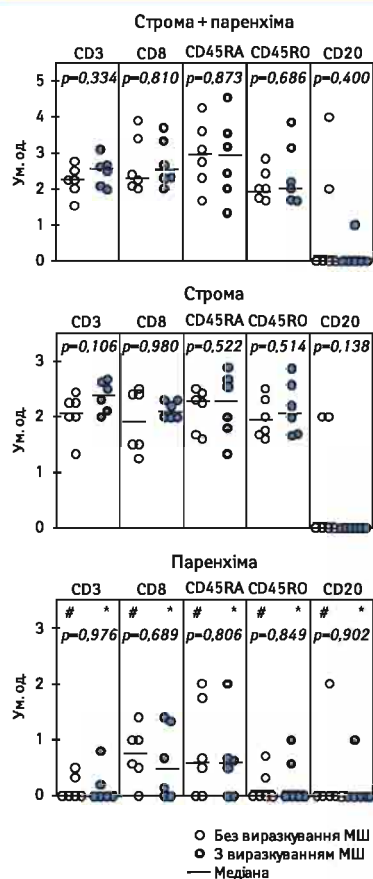 Строма + паренхіма
CD3 CD8 CD45RA CD45RO CD20
p=0,334 p=0,810 p=0,873 p=0,686 p=0,400
Ум. од.
5
4
3
2
1
0
Строма
CD3 CD8 CD45RA CD45RO CD20
p=0,106 p=0,980 p=0,522 p=0,514 p=0,138
Ум. од.
3
2
1
0
Паренхіма
CD3 CD8 CD45RA CD45RO CD20
# * # * # * # * # *
p=0,976 p=0,689 p=0,806 p=0,849 p=0,902
Ум. од.
3
2
1
0
Без виразкування МШ
З виразкуванням МШ
Медіана